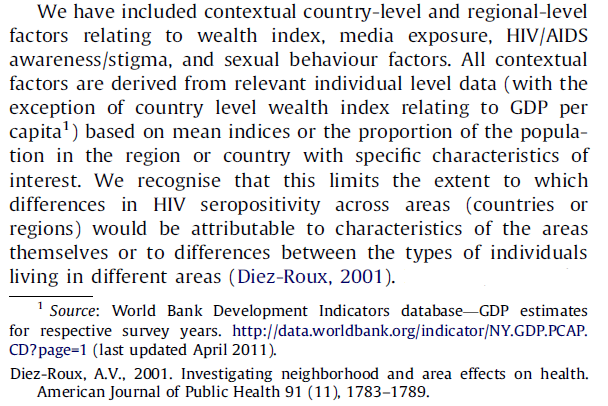 We have included contextual country-level and regional-level
factors relating to wealth index, media exposure, HIV/AIDS
awareness/stigma, and sexual behaviour factors. All contextual
factors are derived from relevant individual level data (with the
exception of country level wealth index relating to GDP per
capita¹) based on mean indices or the proportion of the popula-
tion in the region or country with specific characteristics of
interest. We recognise that this limits the extent to which
differences in HIV seropositivity across areas (countries or
regions) would be attributable to characteristics of the areas
themselves or to differences between the types of individuals
living in different areas (Diez-Roux, 2001).
¹ Source: World Bank Development Indicators database—GDP estimates
for respective survey years. http://data.worldbank.org/indicator/NY.GDP.PCAP.
CD?page=1 (last updated April 2011).
Diez-Roux, A.V., 2001. Investigating neighborhood and area effects on health.
American Journal of Public Health 91 (11), 1783–1789.